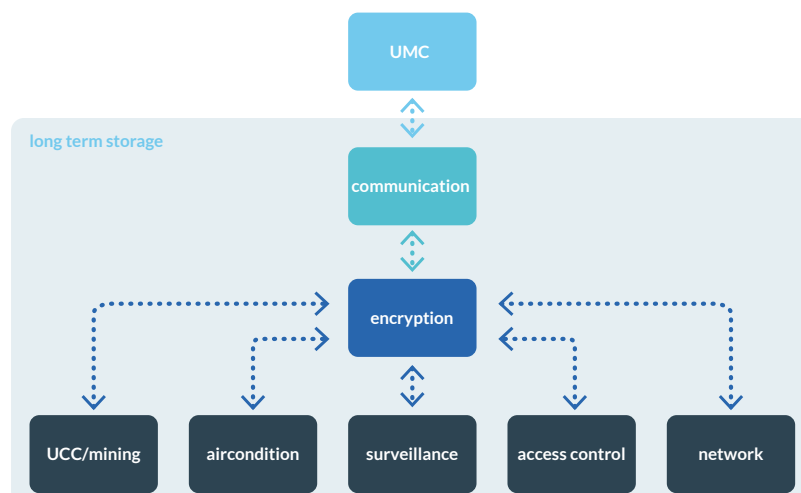 UMC
long term storage
communication
encryption
UCC/mining
aircondition
surveillance
access control
network